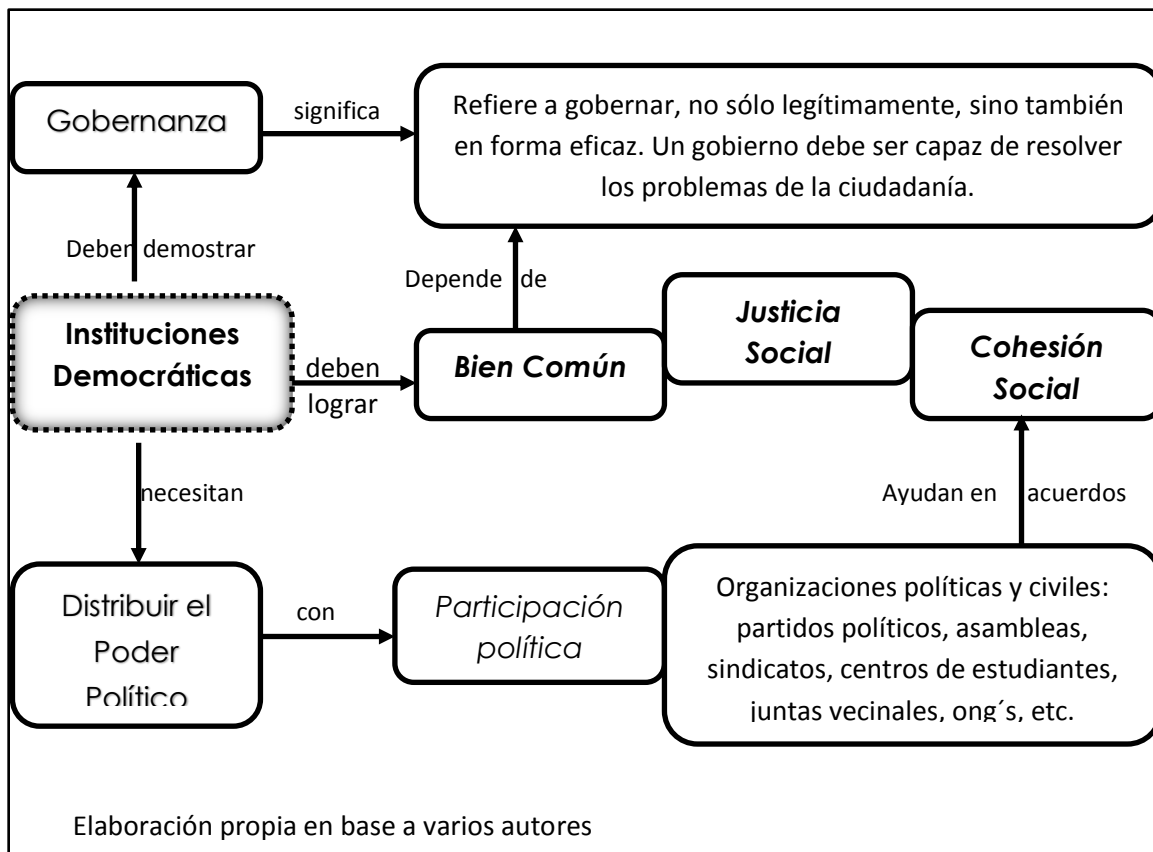 Gobernanza
significa
Refiere a gobernar, no sólo legítimamente, sino también
en forma eficaz. Un gobierno debe ser capaz de resolver
los problemas de la ciudadanía.
Deben demostrar
Depende de
Instituciones
Democráticas
deben
lograr
Bien Común
Justicia
Social
Cohesión
Social
necesitan
Ayudan en acuerdos
Distribuir el
Poder
Político
con
Participación
política
Organizaciones políticas y civiles:
partidos políticos, asambleas,
sindicatos, centros de estudiantes,
juntas vecinales, ong´s, etc.
Elaboración propia en base a varios autores